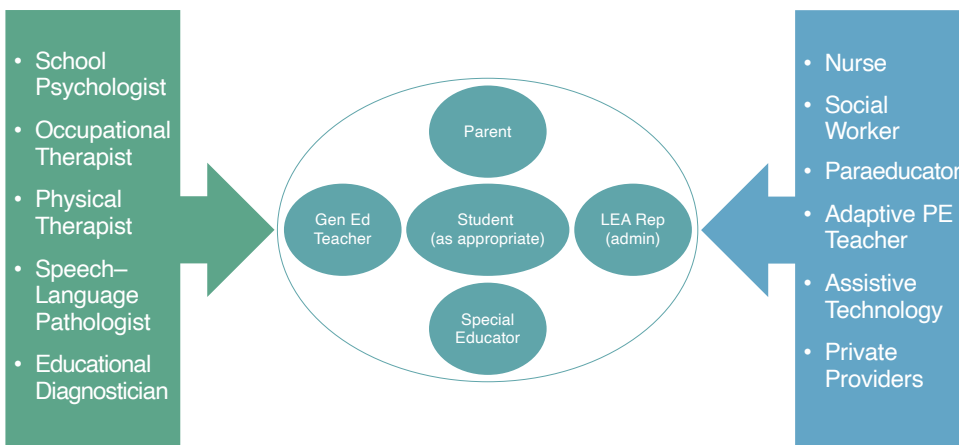 • School
Psychologist
• Occupational
Therapist
• Physical
Therapist
• Speech–
Language
Pathologist
• Educational
Diagnostician
Parent
Gen Ed
Teacher
Student
(as appropriate)
LEA Rep
(admin)
Special
Educator
• Nurse
• Social
Worker
• Paraeducator
• Adaptive PE
Teacher
• Assistive
Technology
• Private
Providers